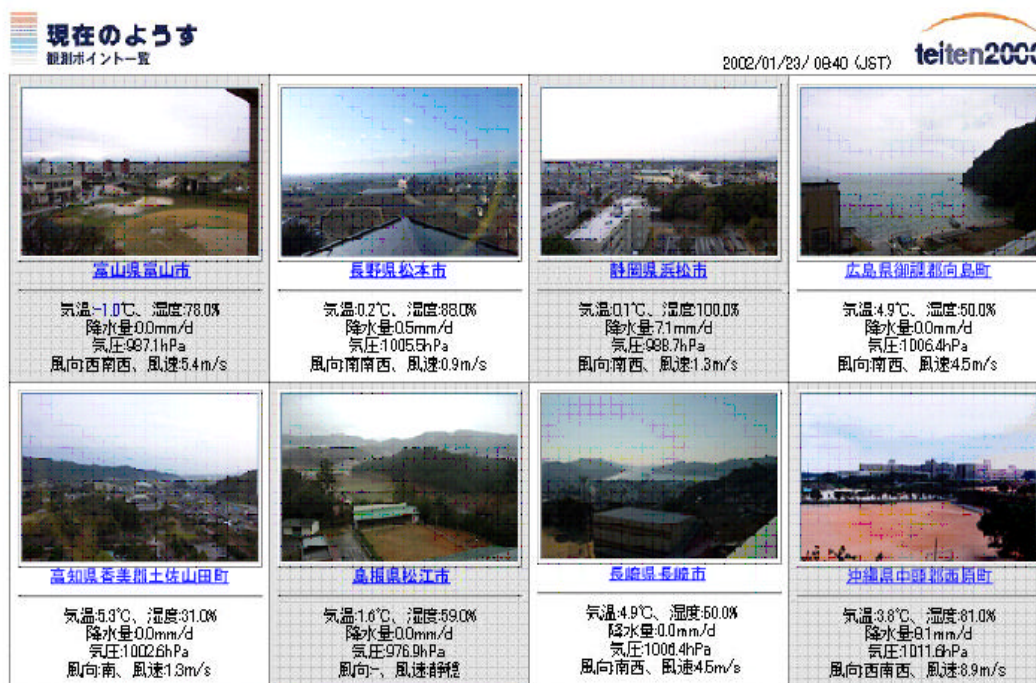 現在のようす
観測ポイント一覧
2002/01/23/ 0840 (JST)
teiten2000
富山県富山市
気温:-1.0℃、湿度:78.0%
降水量:0.0mm/d
気圧:987.1hPa
風向:西南西、風速:5.4m/s
長野県松本市
気温:0.2℃、湿度:88.0%
降水量:0.5mm/d
気圧:1005.5hPa
風向:南南西、風速:0.9m/s
静岡県浜松市
気温:0.1℃、湿度:100.0%
降水量:7.1mm/d
気圧:988.7hPa
風向:南西、風速:1.3m/s
広島県御調郡向島町
気温:4.9℃、湿度:50.0%
降水量:0.0mm/d
気圧:1006.4hPa
風向:南西、風速:4.5m/s
高知県香美郡土佐山田町
気温:5.3℃、湿度:31.0%
降水量:0.0mm/d
気圧:1002.6hPa
風向:南、風速:1.3m/s
島根県松江市
気温:1.6℃、湿度:59.0%
降水量:0.0mm/d
気圧:976.9hPa
風向:-、風速:静穏
長崎県長崎市
気温:4.9℃、湿度:50.0%
降水量:0.0mm/d
気圧:1006.4hPa
風向:南西、風速:4.5m/s
沖縄県中頭郡西原町
気温:3.8℃、湿度:81.0%
気圧:1011.6hPa
風向:西南西、風速:8.9m/s